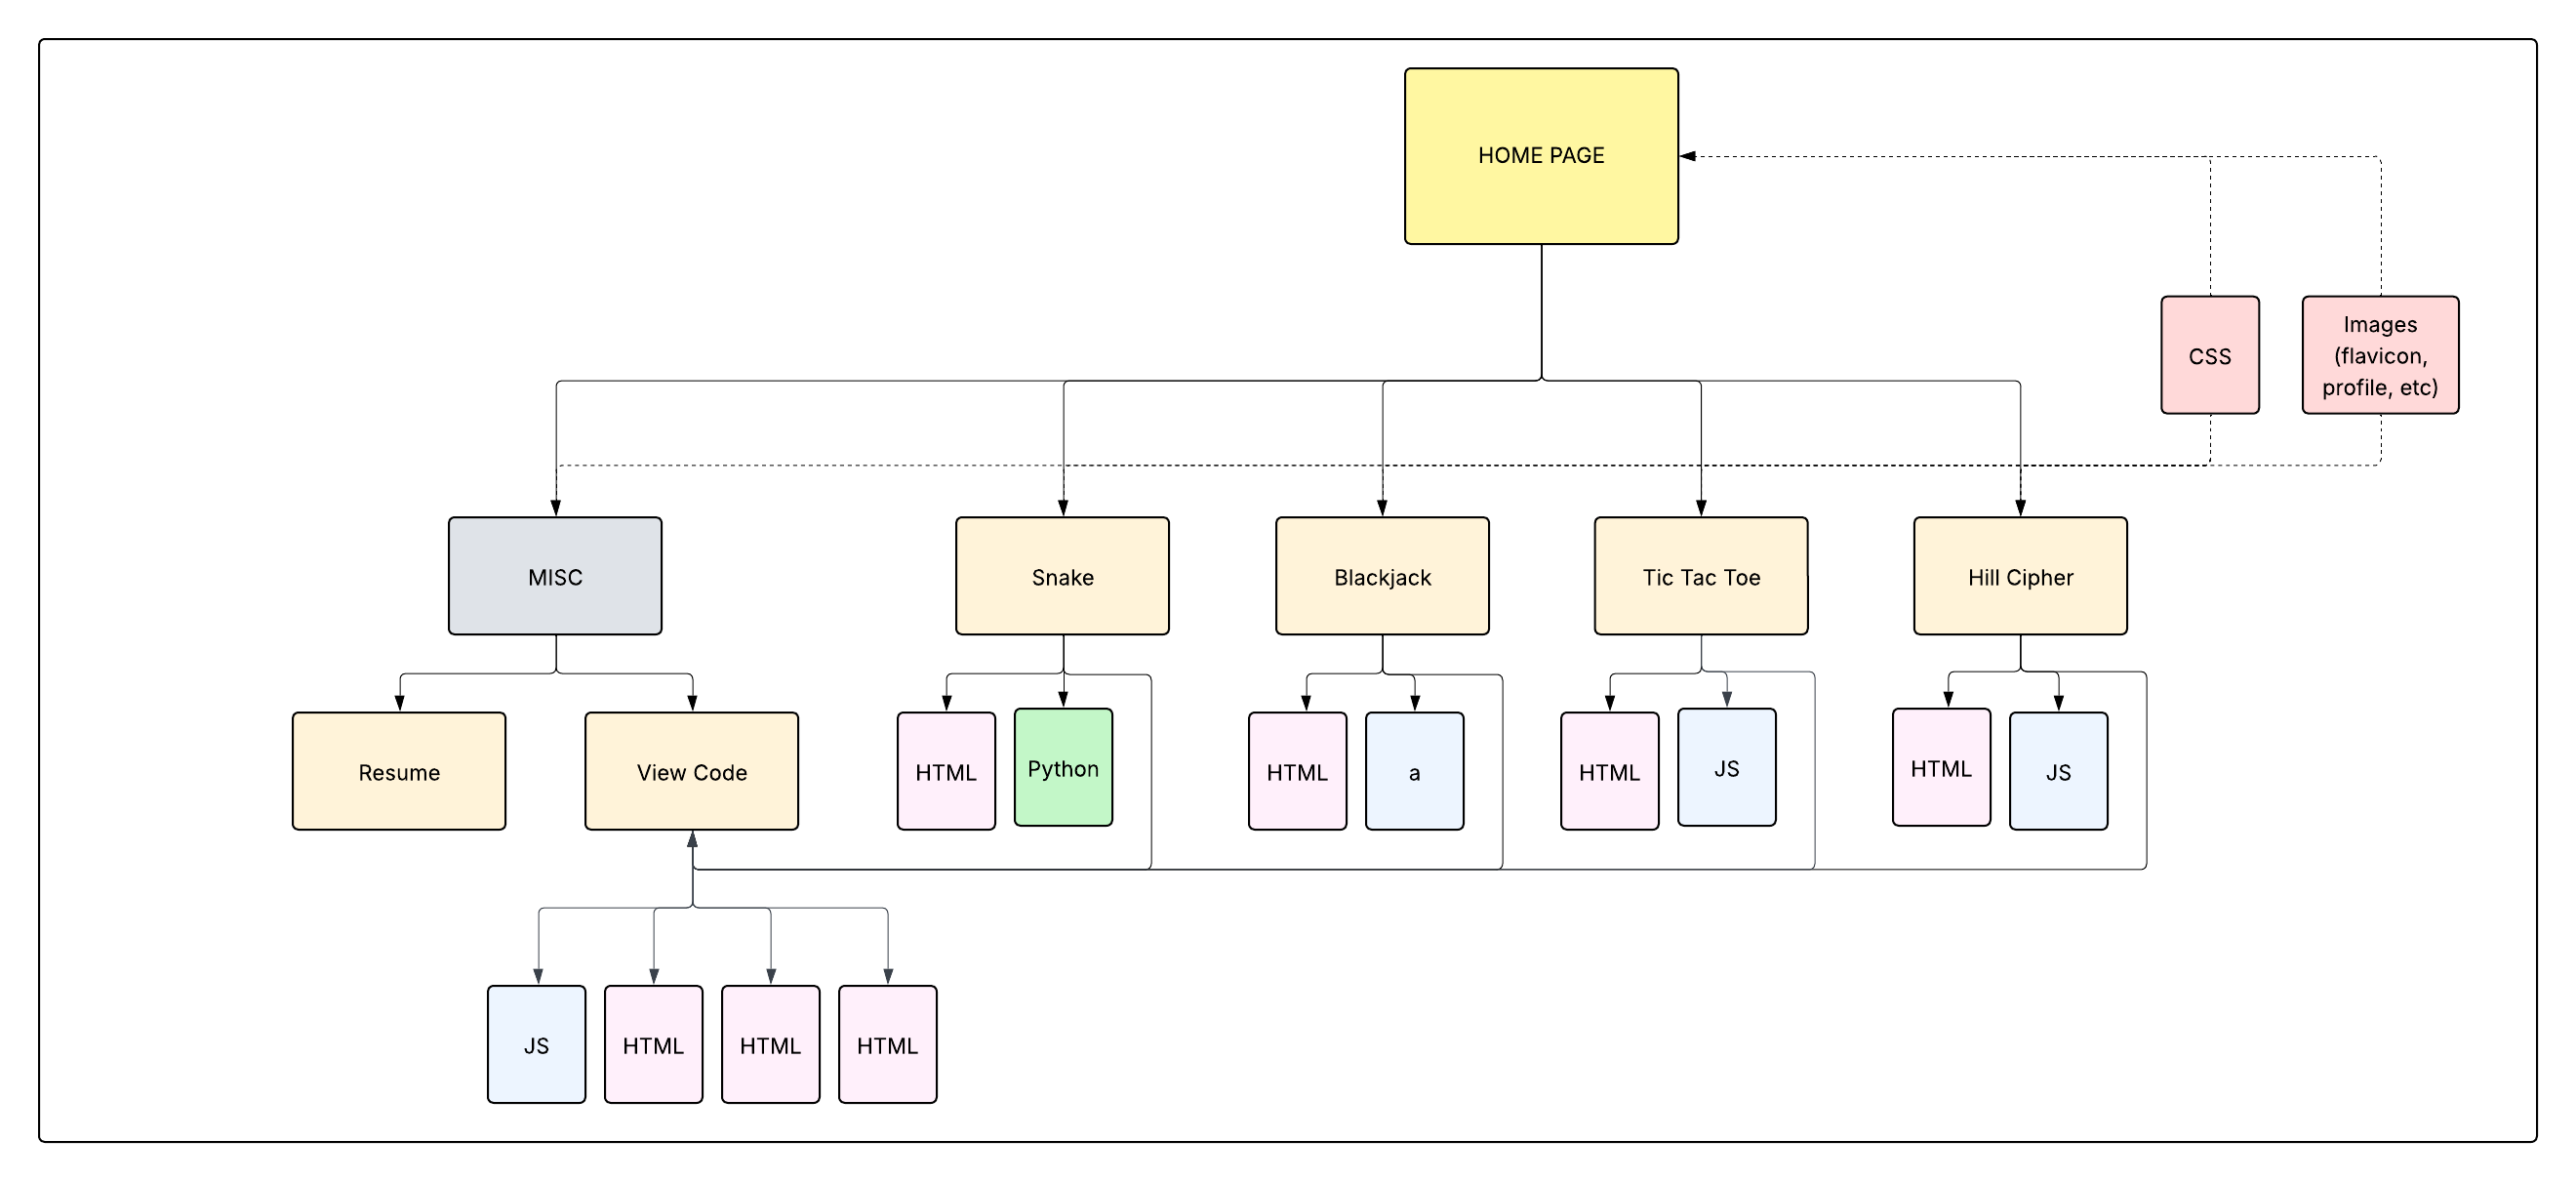 HOME PAGE
CSS
Images
(flavicon,
profile, etc)
MISC
Snake
Blackjack
Tic Tac Toe
Hill Cipher
Resume
View Code
HTML
Python
HTML
a
HTML
JS
HTML
JS
JS
HTML
HTML
HTML